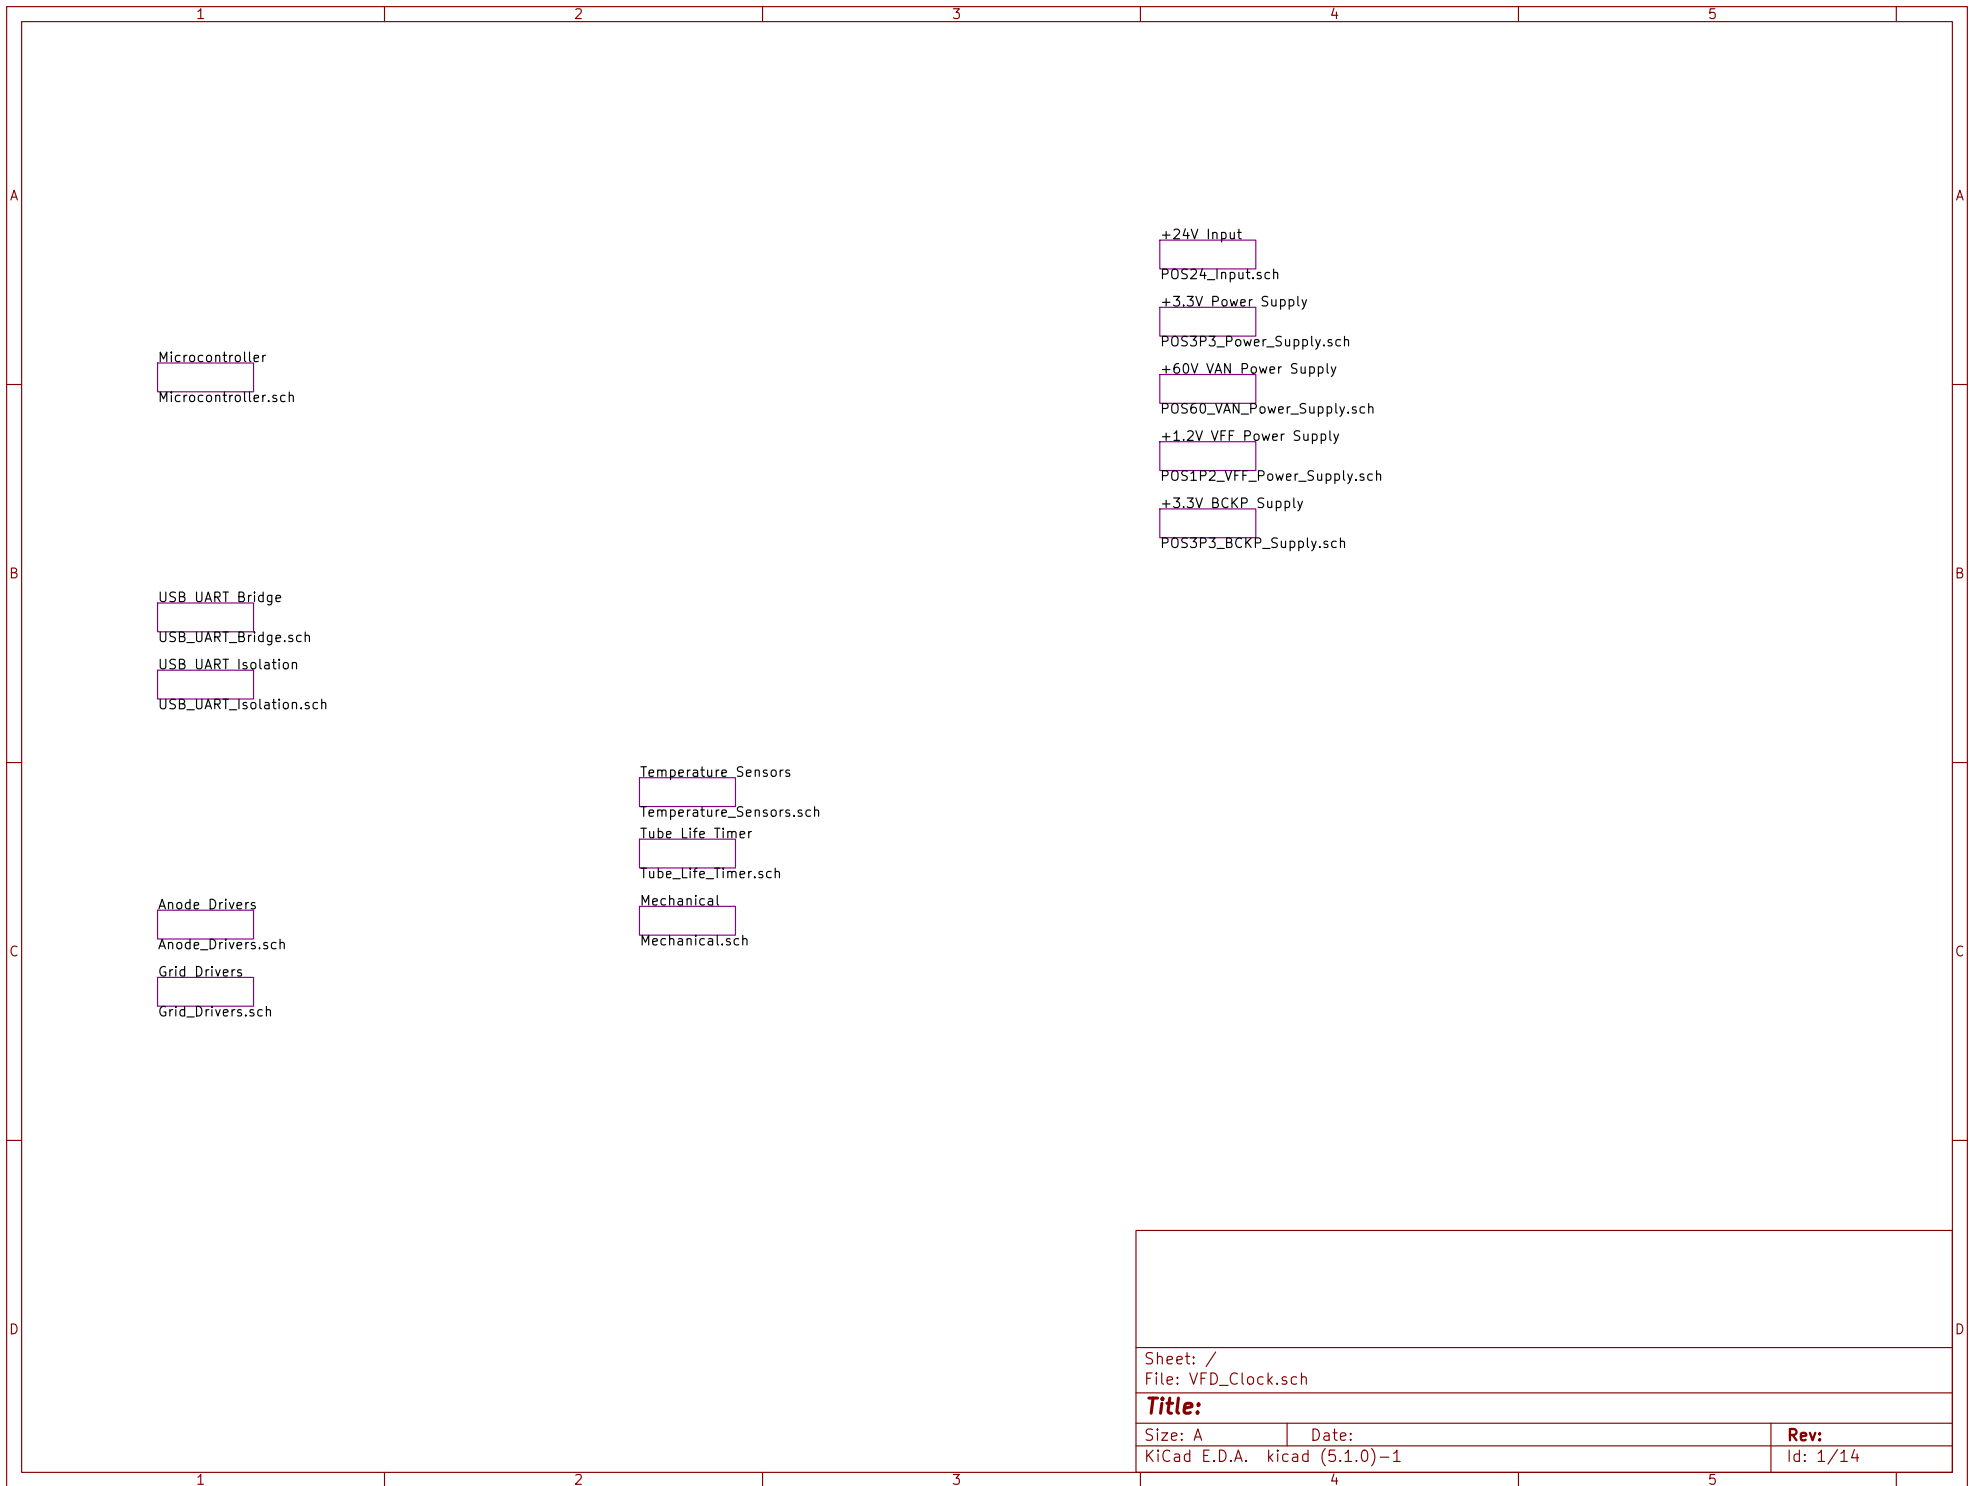 1 2 3 4 5
A A
B B
C C
D D
+24V Input
POS24_Input.sch
+3.3V Power Supply
POS3P3_Power_Supply.sch
Microcontroller
Microcontroller.sch
+60V VAN Power Supply
POS60_VAN_Power_Supply.sch
+1.2V VFF Power Supply
POS1P2_VFF_Power_Supply.sch
+3.3V BCKP Supply
POS3P3_BCKP_Supply.sch
USB UART Bridge
USB_UART_Bridge.sch
USB UART Isolation
USB_UART_Isolation.sch
Temperature Sensors
Temperature_Sensors.sch
Tube Life Timer
Tube_Life_Timer.sch
Mechanical
Mechanical.sch
Anode Drivers
Anode_Drivers.sch
Grid Drivers
Grid_Drivers.sch
Sheet: /
File: VFD_Clock.sch
Title:
Size: A Date: Rev:
KiCad E.D.A. kicad (5.1.0)-1 Id: 1/14
1 2 3 4 5